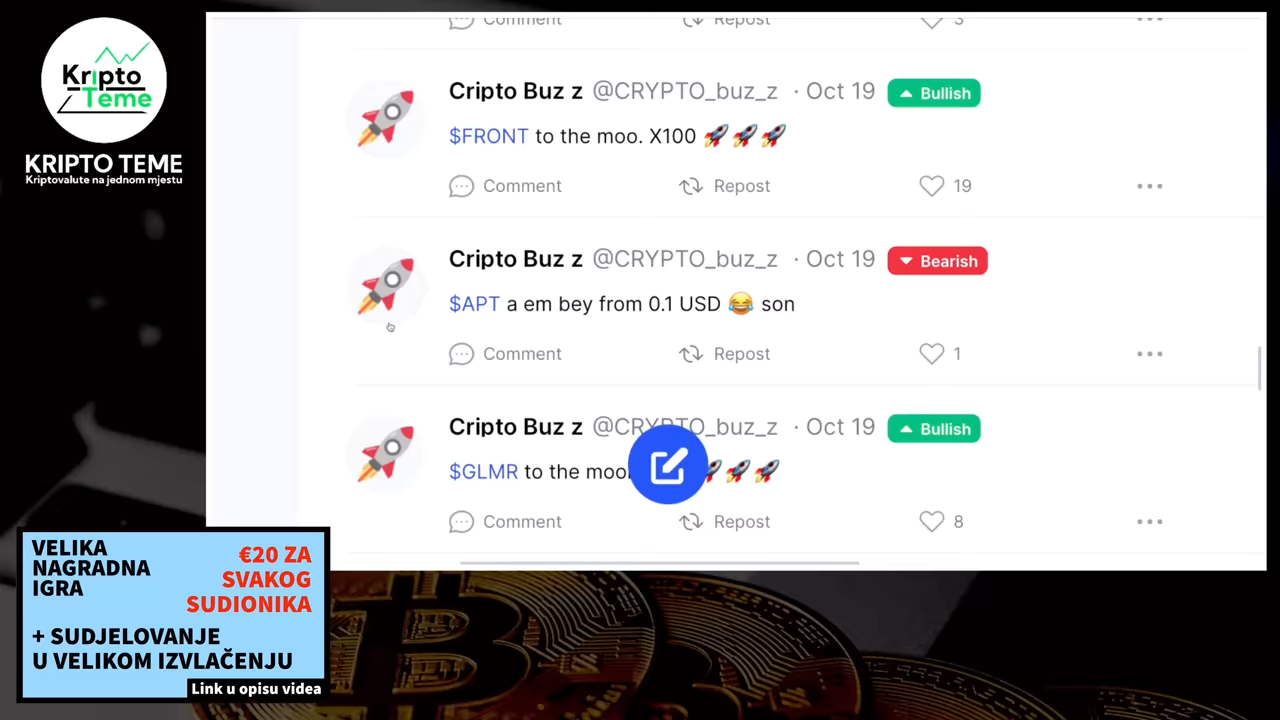 Kripto
Teme
KRIPTO TEME
Kriptovalute na jednom mjestu
Comment Repost 3
Cripto Buz z @CRYPTO_buz_z · Oct 19 Bullish
$FRONT to the moo. X100 🚀🚀🚀
Comment Repost 19
Cripto Buz z @CRYPTO_buz_z · Oct 19 Bearish
$APT a em bey from 0.1 USD 😂 son
Comment Repost 1
Cripto Buz z @CRYPTO_buz_z · Oct 19 Bullish
$GLMR to the moo 🚀🚀🚀
Comment Repost 8
VELIKA
NAGRADNA
IGRA
€20 ZA
SVAKOG
SUDIONIKA
+ SUDJELOVANJE
U VELIKOM IZVLAČENJU
Link u opisu videa